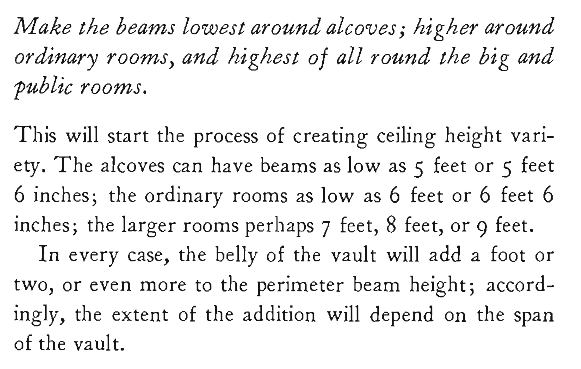 Make the beams lowest around alcoves; higher around
ordinary rooms, and highest of all round the big and
public rooms.
This will start the process of creating ceiling height vari-
ety. The alcoves can have beams as low as 5 feet or 5 feet
6 inches; the ordinary rooms as low as 6 feet or 6 feet 6
inches; the larger rooms perhaps 7 feet, 8 feet, or 9 feet.
In every case, the belly of the vault will add a foot or
two, or even more to the perimeter beam height; accord-
ingly, the extent of the addition will depend on the span
of the vault.